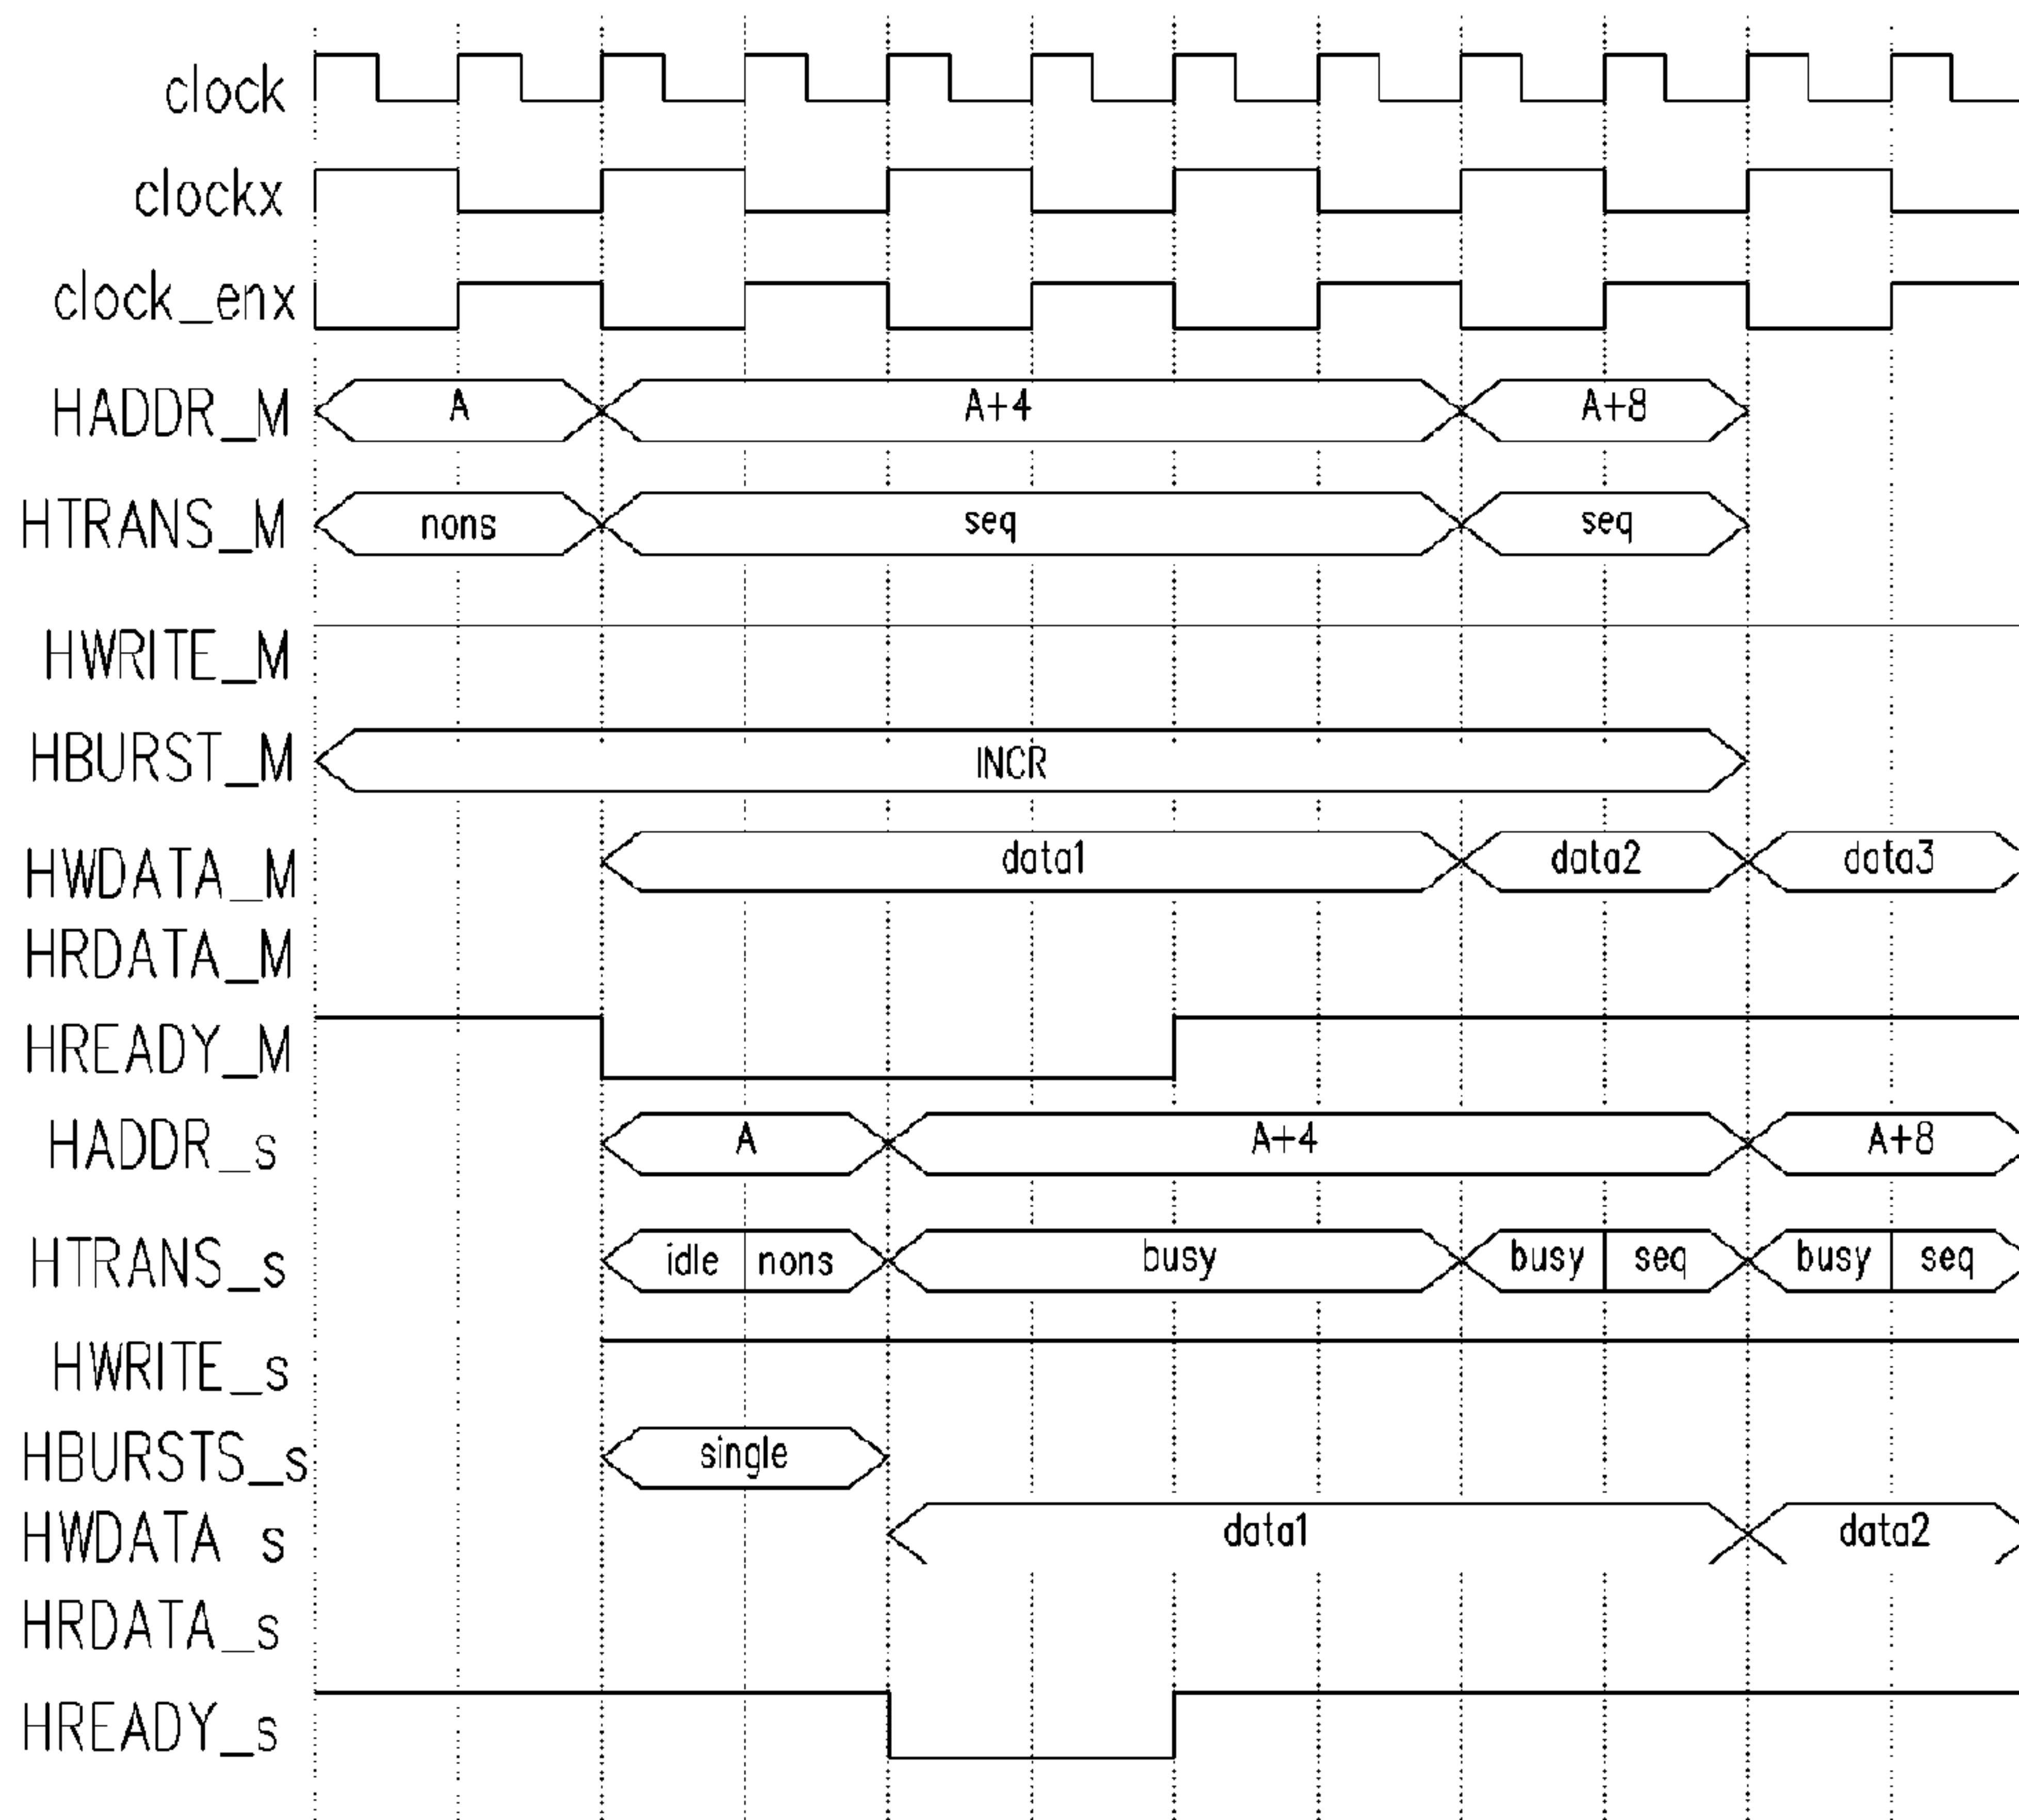 clock
clockx
clock_enx
HADDR_M A A+4 A+8
HTRANS_M nons seq seq
HWRITE_M
HBURST_M INCR
HWDATA_M data1 data2 data3
HRDATA_M
HREADY_M
HADDR_s A A+4 A+8
HTRANS_s idle nons busy busy seq busy seq
HWRITE_s
HBURSTS_s single
HWDATA s data1 data2
HRDATA_s
HREADY_s